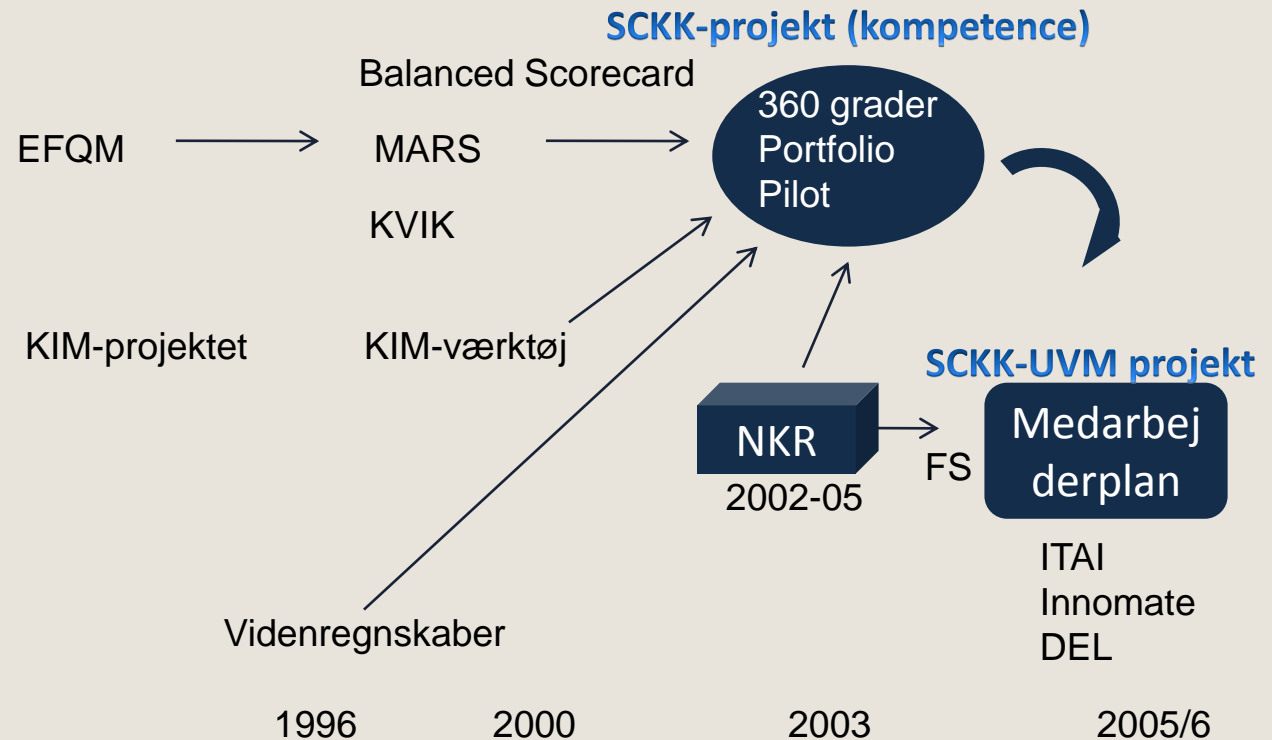 SCKK-projekt (kompetence)
Balanced Scorecard
360 grader
Portfolio
Pilot
EFQM
MARS
KVIK
KIM-projektet
KIM-værktøj
SCKK-UVM projekt
NKR
2002-05
FS
Medarbej
derplan
ITAI
Innomate
DEL
Videnregnskaber
1996
2000
2003
2005/6